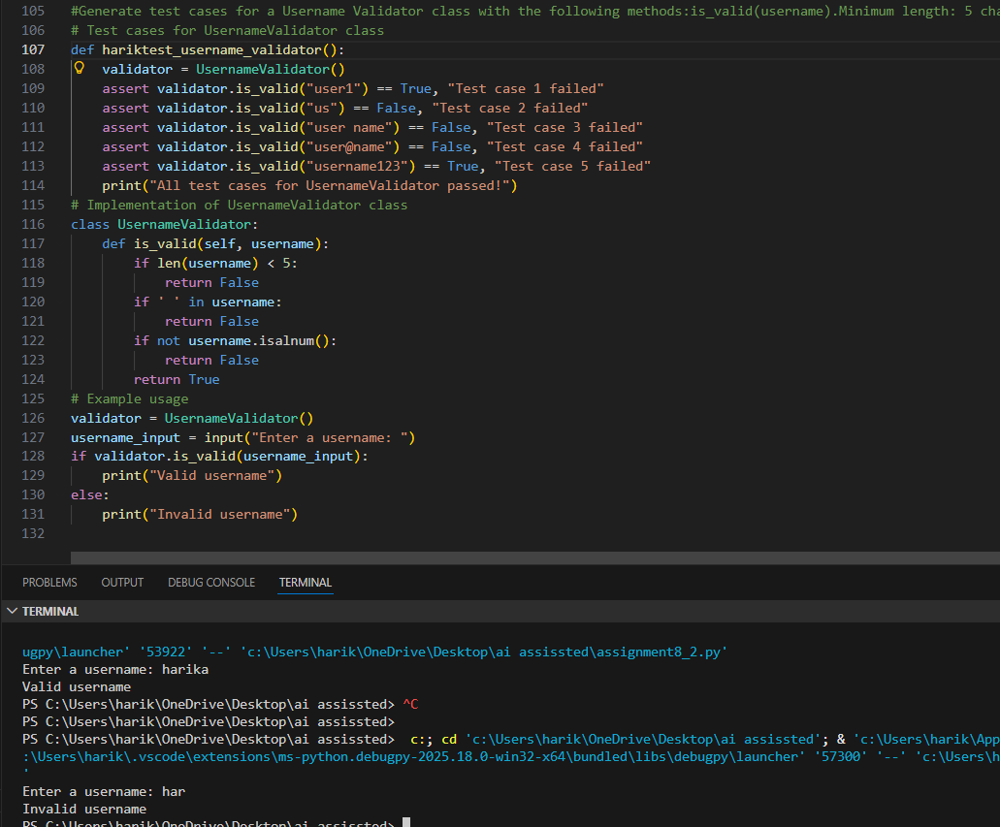 105 #Generate test cases for a Username Validator class with the following methods:is_valid(username).Minimum length: 5
106 # Test cases for UsernameValidator class
107 def hariktest_username_validator():
108     validator = UsernameValidator()
109     assert validator.is_valid("user1") == True, "Test case 1 failed"
110     assert validator.is_valid("us") == False, "Test case 2 failed"
111     assert validator.is_valid("user name") == False, "Test case 3 failed"
112     assert validator.is_valid("user@name") == False, "Test case 4 failed"
113     assert validator.is_valid("username123") == True, "Test case 5 failed"
114     print("All test cases for UsernameValidator passed!")
115 # Implementation of UsernameValidator class
116 class UsernameValidator:
117     def is_valid(self, username):
118         if len(username) < 5:
119             return False
120         if ' ' in username:
121             return False
122         if not username.isalnum():
123             return False
124         return True
125 # Example usage
126 validator = UsernameValidator()
127 username_input = input("Enter a username: ")
128 if validator.is_valid(username_input):
129     print("Valid username")
130 else:
131     print("Invalid username")
132
PROBLEMS OUTPUT DEBUG CONSOLE TERMINAL
TERMINAL
ugpy\launcher' '53922' '--' 'c:\Users\harik\OneDrive\Desktop\ai assissted\assignment8_2.py'
Enter a username: harika
Valid username
PS C:\Users\harik\OneDrive\Desktop\ai assissted> ^C
PS C:\Users\harik\OneDrive\Desktop\ai assissted>
PS C:\Users\harik\OneDrive\Desktop\ai assissted>  c:; cd 'c:\Users\harik\OneDrive\Desktop\ai assissted'; & 'c:\Users\harik\App
:\Users\harik\.vscode\extensions\ms-python.debugpy-2025.18.0-win32-x64\bundled\libs\debugpy\launcher' '57300' '--' 'c:\Users\h
'
Enter a username: har
Invalid username
PS C:\Users\harik\OneDrive\Desktop\ai assissted>